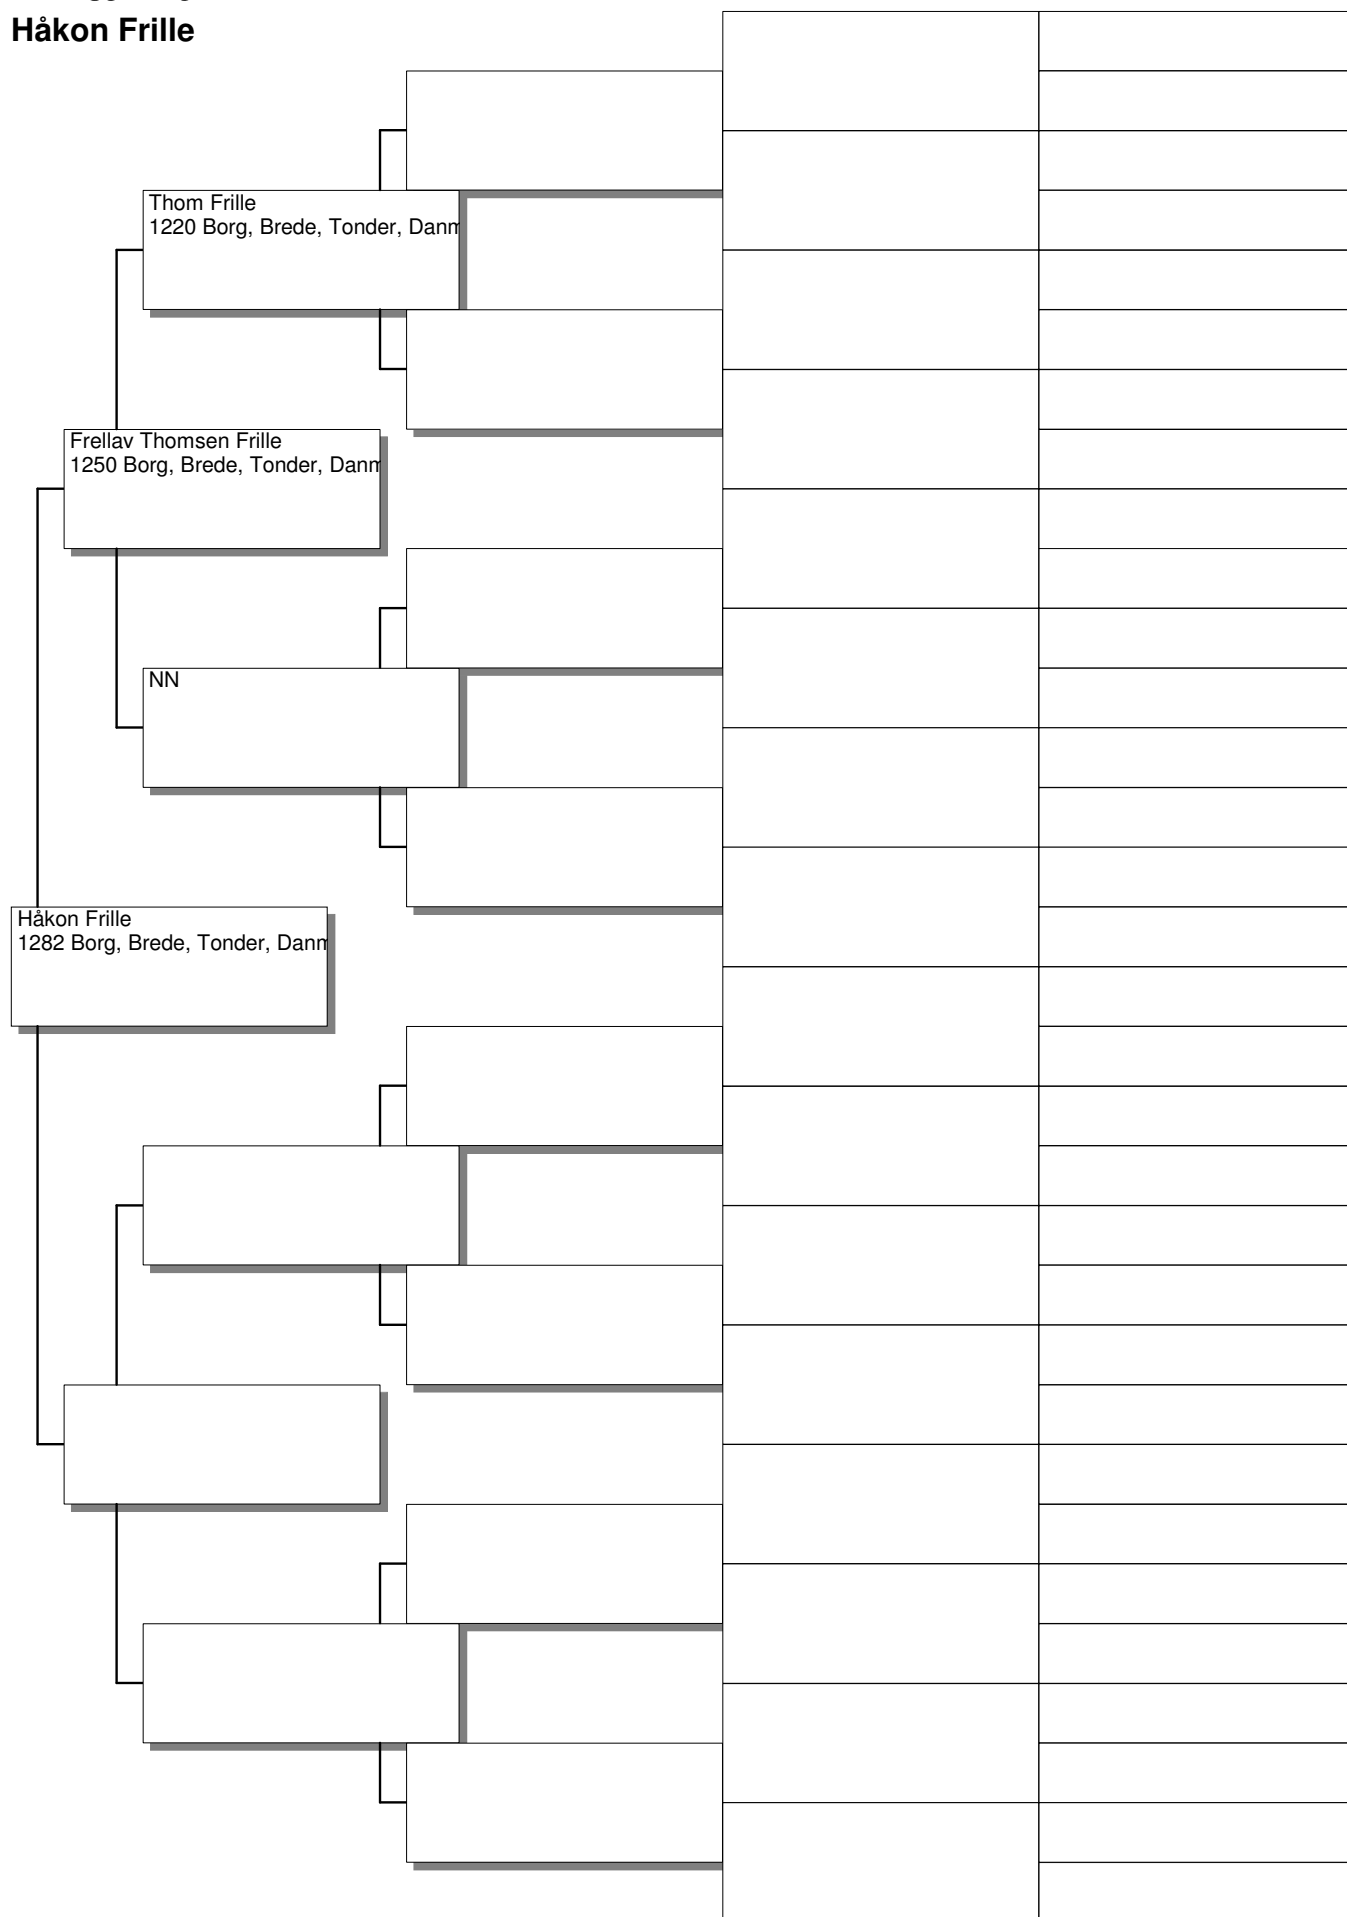 Håkon Frille
Thom Frille
1220 Borg, Brede, Tonder, Danm
Frellav Thomsen Frille
1250 Borg, Brede, Tonder, Danm
NN
Håkon Frille
1282 Borg, Brede, Tonder, Danm